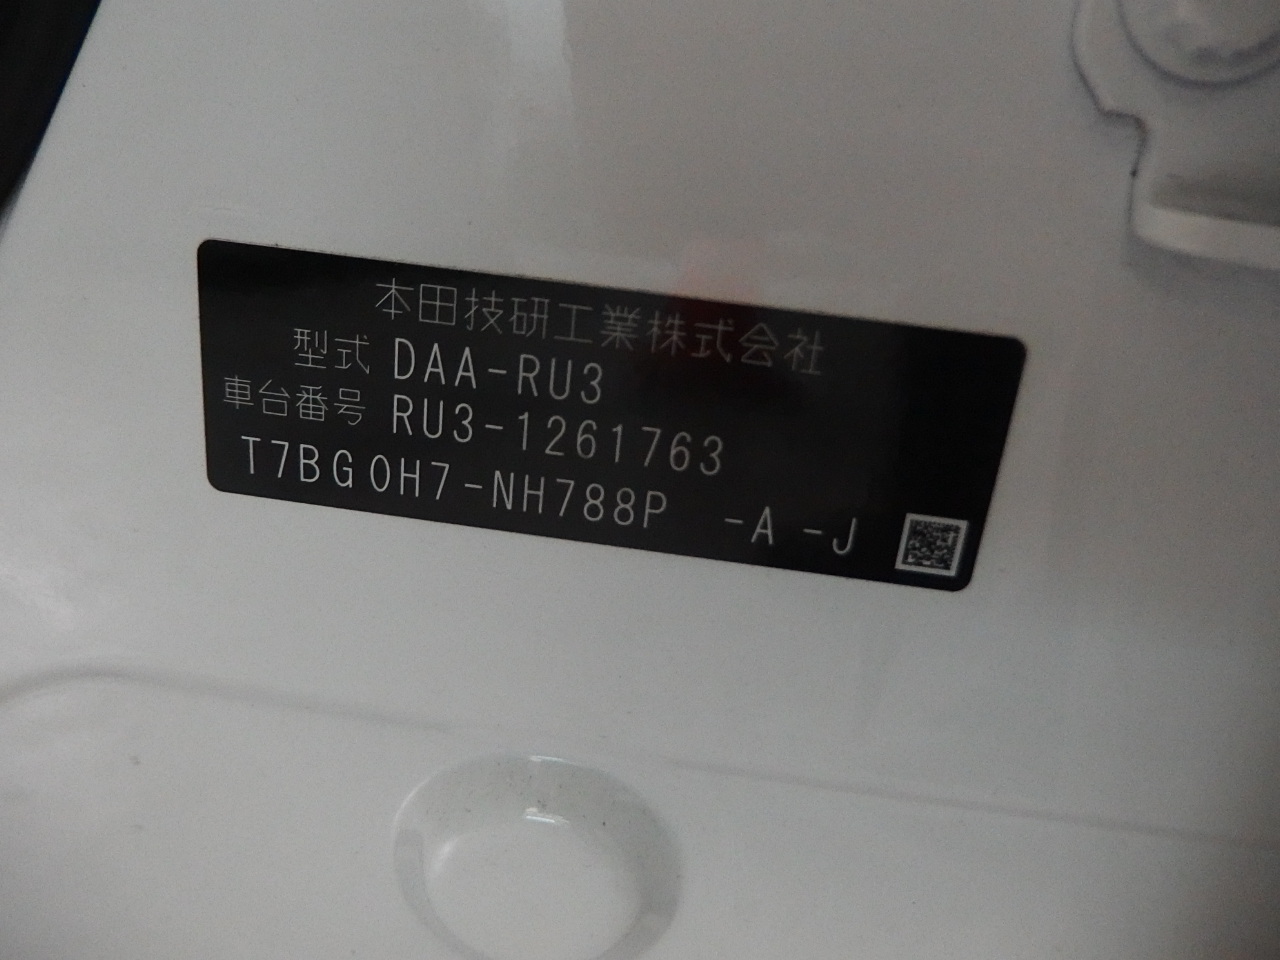 本田技研工業株式会社
型式 DAA-RU3
車台番号 RU3-1261763
T7BG0H7-NH788P -A -J